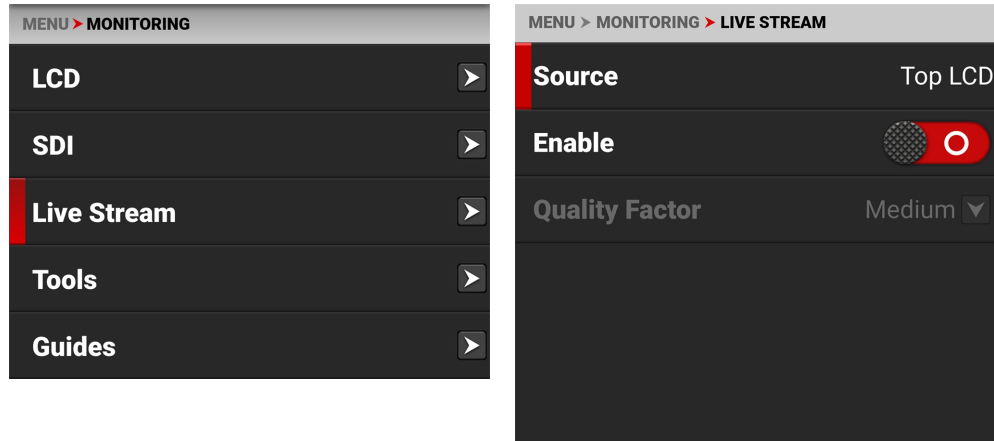 MENU > MONITORING
LCD
SDI
Live Stream
Tools
Guides
MENU > MONITORING > LIVE STREAM
Source Top LCD
Enable
Quality Factor Medium